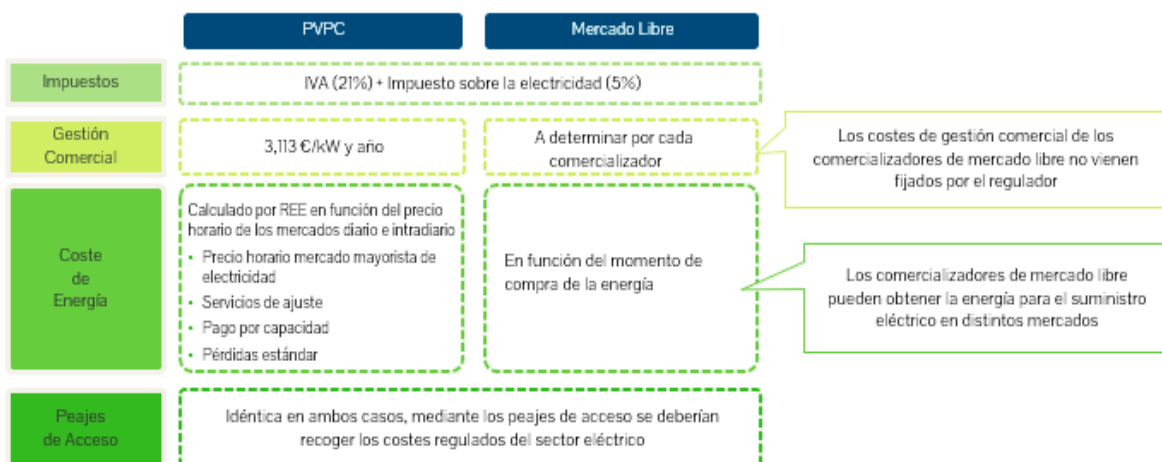 PVPC
Mercado Libre
Impuestos
IVA (21%) + Impuesto sobre la electricidad (5%)
Gestión
Comercial
3,113 €/kW y año
A determinar por cada
comercializador
Los costes de gestión comercial de los
comercializadores de mercado libre no vienen
fijados por el regulador
Coste
de
Energía
Calculado por REE en función del precio
horario de los mercados diario e intradiario
• Precio horario mercado mayorista de
electricidad
• Servicios de ajuste
• Pago por capacidad
• Pérdidas estándar
En función del momento de
compra de la energía
Los comercializadores de mercado libre
pueden obtener la energía para el suministro
eléctrico en distintos mercados
Peajes
de Acceso
Idéntica en ambos casos, mediante los peajes de acceso se deberían
recoger los costes regulados del sector eléctrico